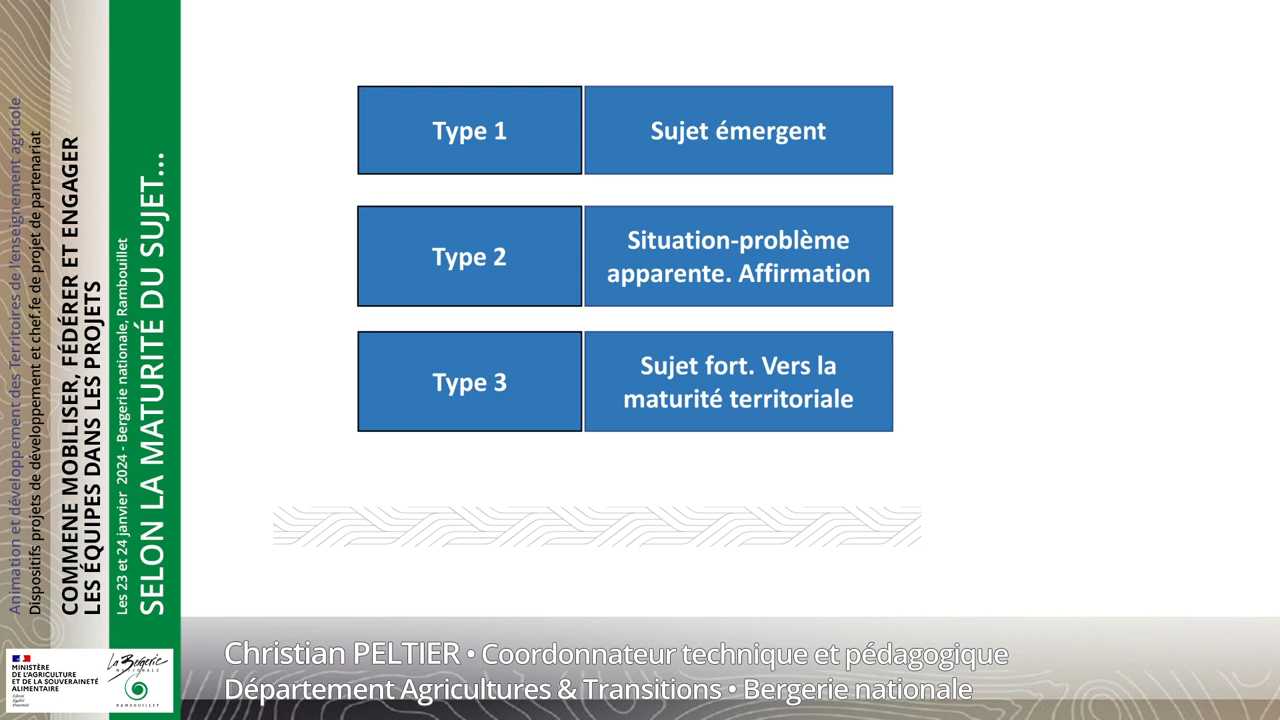 Animation et développement des Territoires de l'enseignement agricole
Dispositifs projets de développement et chef.fe de projet de partenariat
COMMENE MOBILISER, FÉDÉRER ET ENGAGER
LES ÉQUIPES DANS LES PROJETS
Les 23 et 24 janvier 2024 - Bergerie nationale, Rambouillet
SELON LA MATURITÉ DU SUJET...
Type 1
Sujet émergent
Type 2
Situation-problème
apparente. Affirmation
Type 3
Sujet fort. Vers la
maturité territoriale
Christian PELTIER • Coordonnateur technique et pédagogique
Département Agricultures & Transitions • Bergerie nationale
MINISTÈRE
DE L'AGRICULTURE
ET DE LA SOUVERAINETÉ
ALIMENTAIRE
Liberté
Égalité
Fraternité
La Bergerie
NATIONALE
RAMBOUILLET